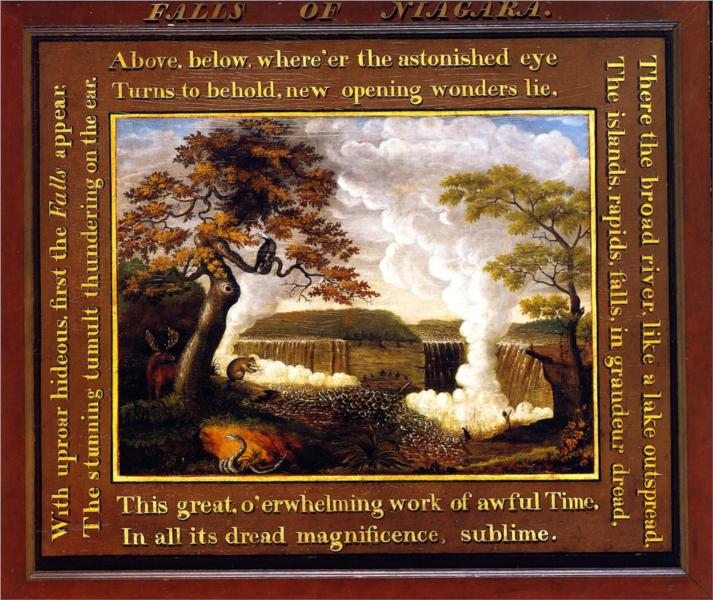 FALLS OF NIAGARA.
With uproar hideous, first the Falls appear,
The stunning tumult thundering on the ear.
Above, below, where'er the astonished eye
Turns to behold, new opening wonders lie.
There the broad river, like a lake outspread,
The islands, rapids, falls, in grandeur dread,
This great, o'erwhelming work of awful Time,
In all its dread magnificence, sublime.